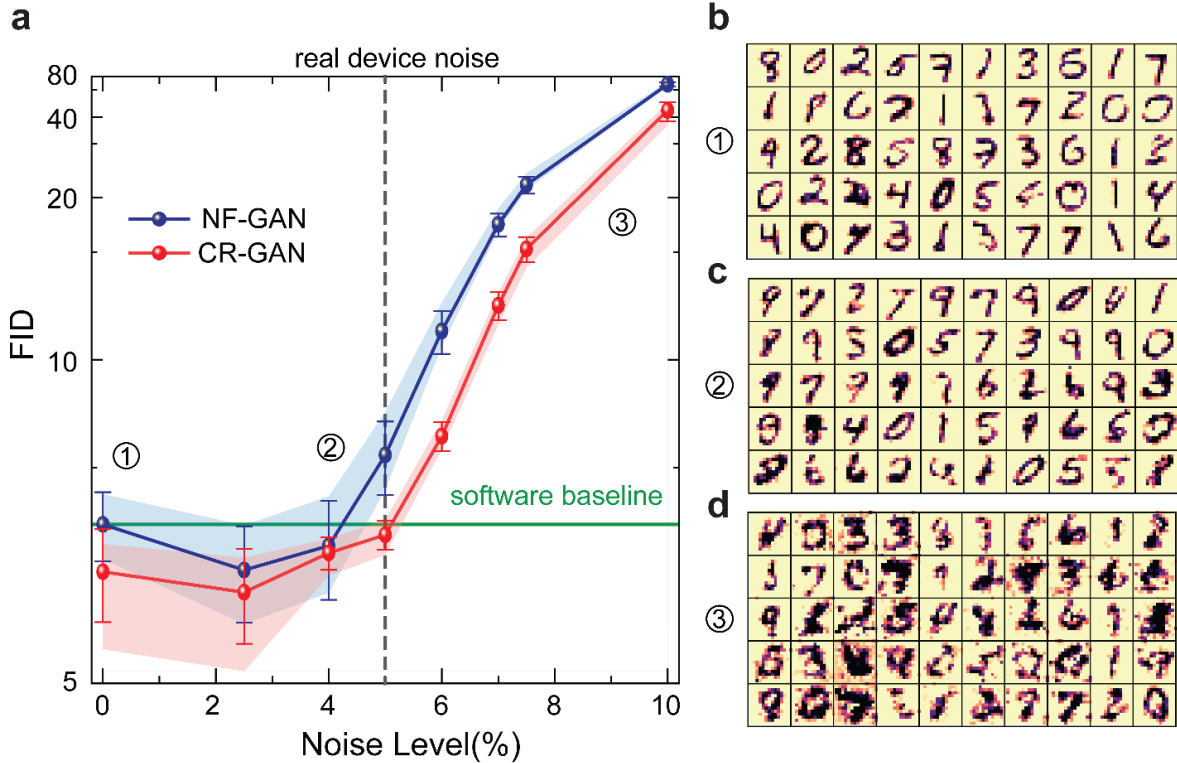 a
real device noise
80
40
20
10
5
FID
NF-GAN
CR-GAN
①
②
③
software baseline
0
2
4
6
8
10
Noise Level(%)
b
①
c
②
d
③